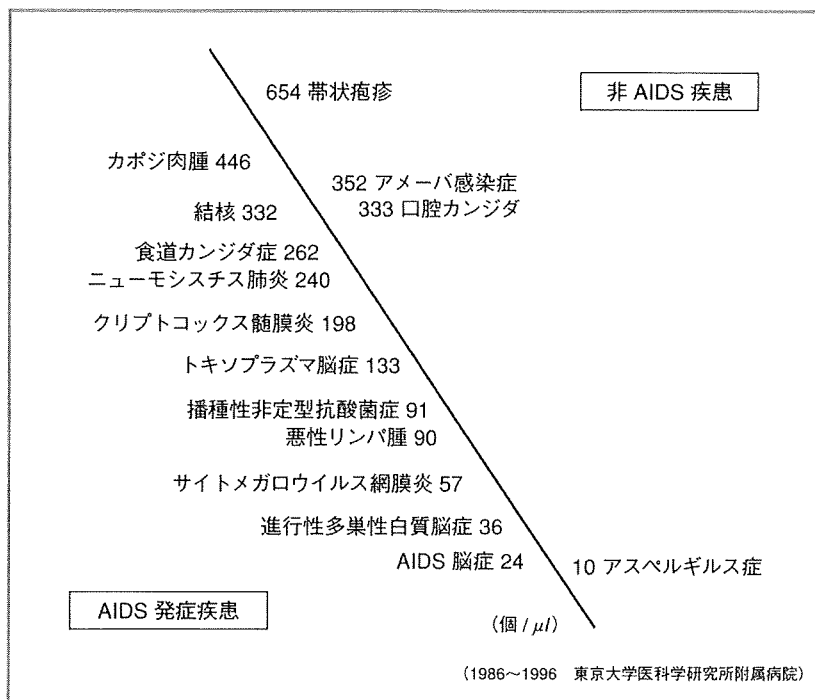 654 帯状疱疹
非 AIDS 疾患
カポジ肉腫 446
352 アメーバ感染症
結核 332
333 口腔カンジダ
食道カンジダ症 262
ニューモシスチス肺炎 240
クリプトコックス髄膜炎 198
トキソプラズマ脳症 133
播種性非定型抗酸菌症 91
悪性リンパ腫 90
サイトメガロウイルス網膜炎 57
進行性多巣性白質脳症 36
AIDS 脳症 24
10 アスペルギルス症
AIDS 発症疾患
(個 / μl)
(1986〜1996 東京大学医科学研究所附属病院)